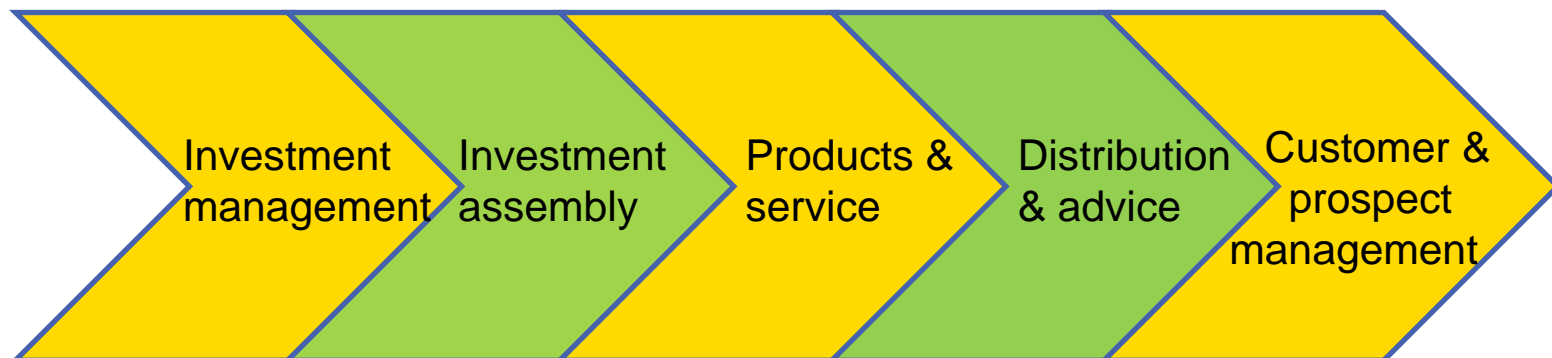 Investment
management
Investment
assembly
Products &
service
Distribution
& advice
Customer &
prospect
management